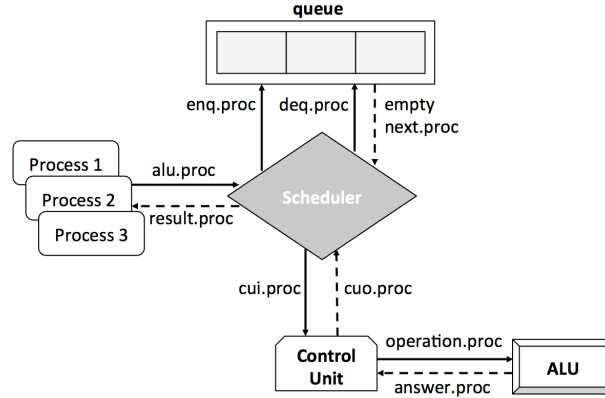 queue
enq.proc
deq.proc
empty
next.proc
Process 1
Process 2
Process 3
alu.proc
result.proc
Scheduler
cui.proc
cuo.proc
Control
Unit
operation.proc
answer.proc
ALU